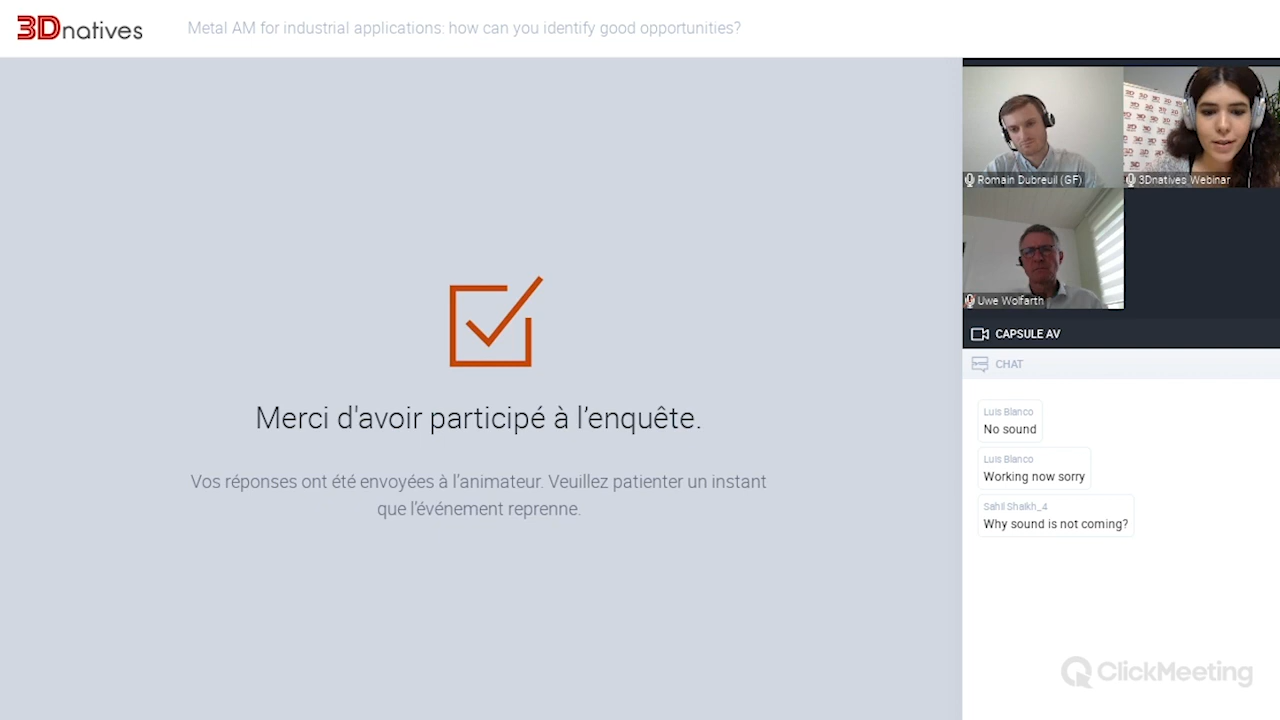 3Dnatives
Metal AM for industrial applications: how can you identify good opportunities?
Merci d'avoir participé à l’enquête.
Vos réponses ont été envoyées à l’animateur. Veuillez patienter un instant
que l’événement reprenne.
Romain Dubreuil (GF)
3Dnatives Webinar
Uwe Wolfarth
CAPSULE AV
CHAT
Luis Blanco
No sound
Luis Blanco
Working now sorry
Sahil Shaikh_4
Why sound is not coming?
ClickMeeting